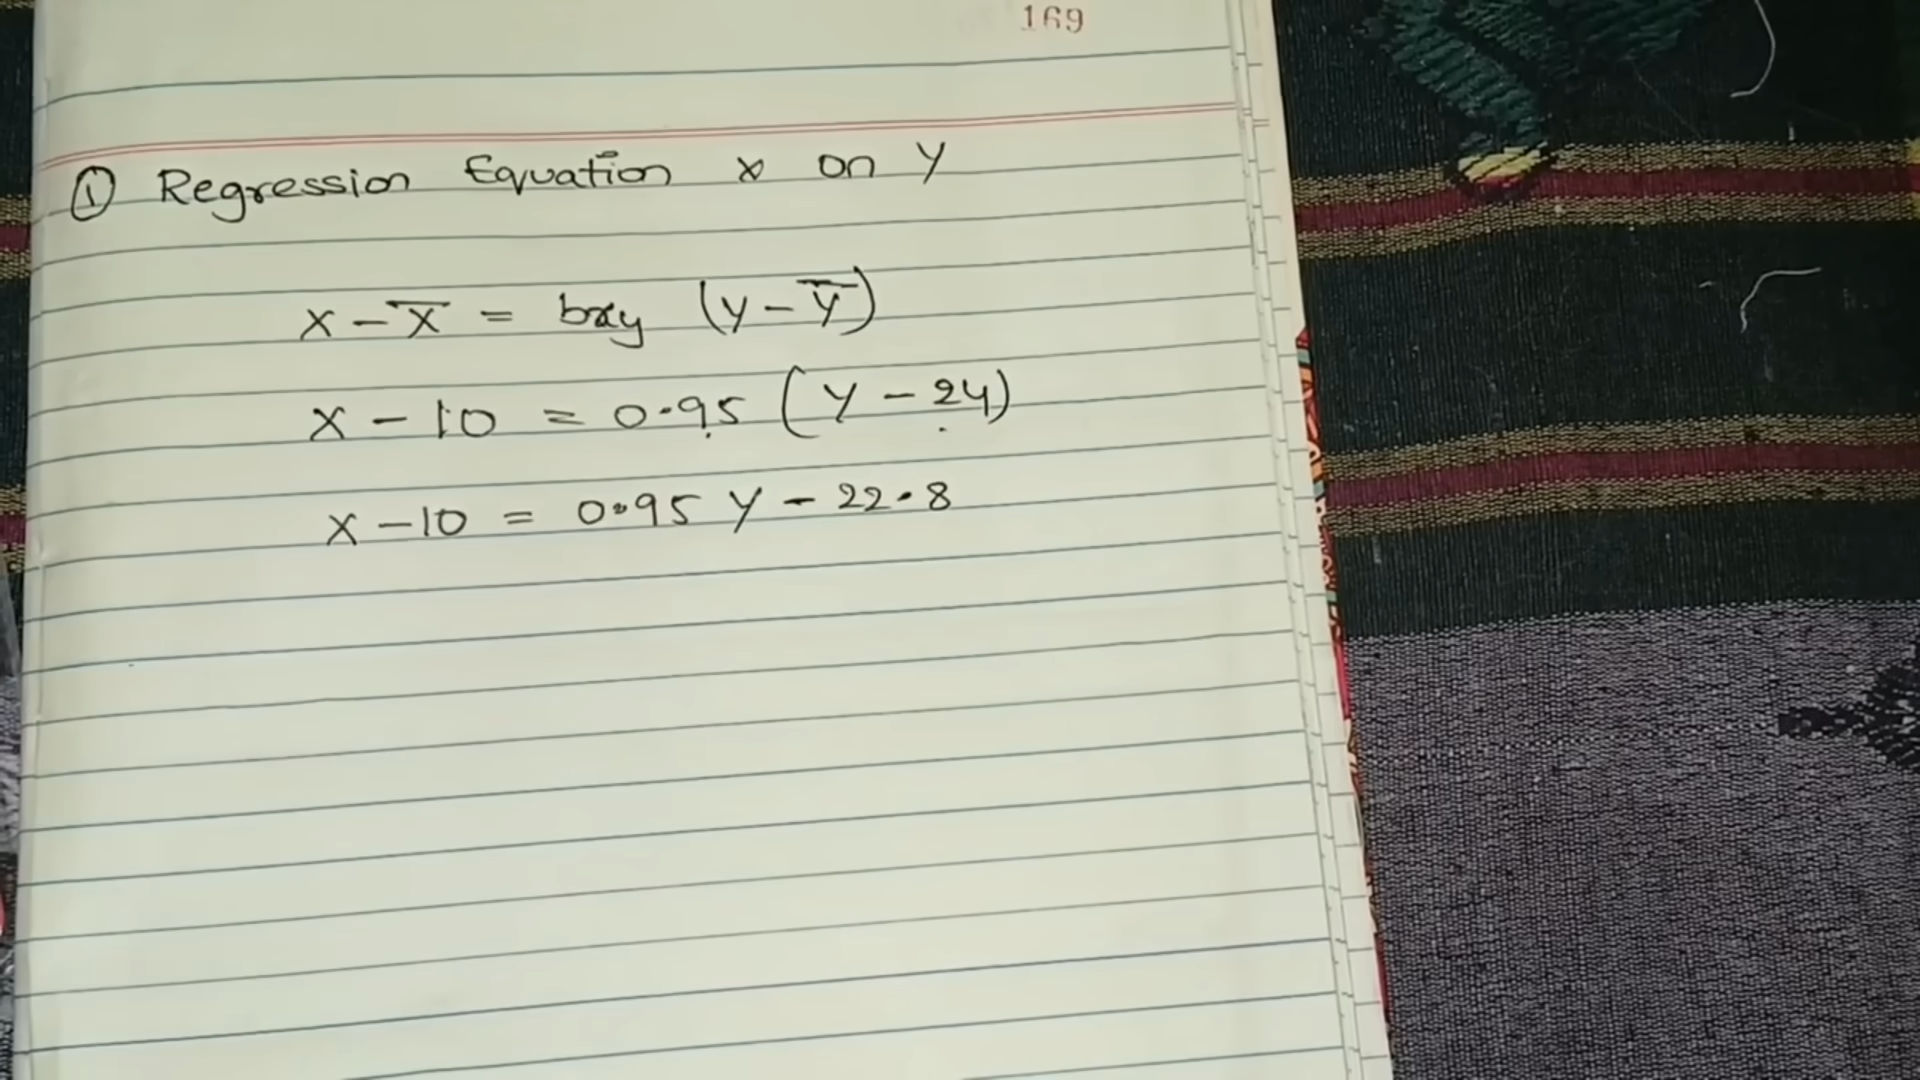 169
① Regression Equation x on y
x - x̅ = bxy (y - y̅)
x - 10 = 0.95 (y - 24)
x - 10 = 0.95 y - 22.8